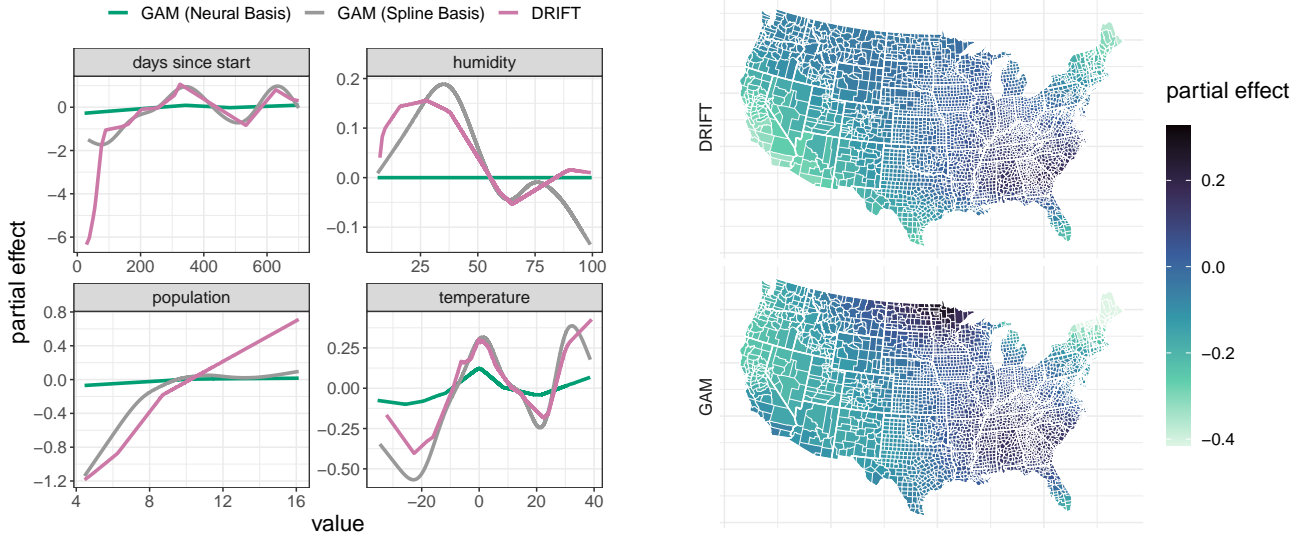 GAM (Neural Basis) GAM (Spline Basis) DRIFT
partial effect
days since start
0
−2
−4
−6
0 200 400 600
humidity
0.2
0.1
0.0
−0.1
25 50 75 100
population
0.8
0.4
0.0
−0.4
−0.8
−1.2
4 8 12 16
temperature
0.25
0.00
−0.25
−0.50
−20 0 20 40
value
DRIFT
GAM
partial effect
0.2
0.0
−0.2
−0.4